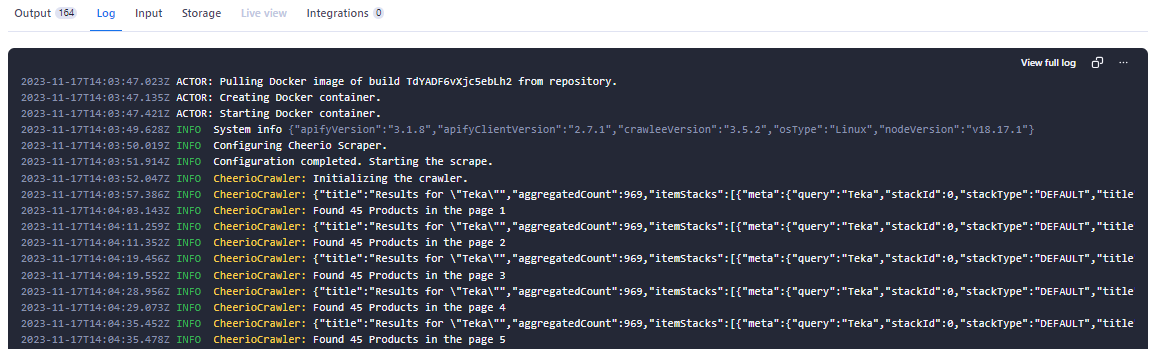 Output 164 Log Input Storage Live view Integrations 0
View full log
2023-11-17T14:03:47.023Z ACTOR: Pulling Docker image of build TdYADF6vXjc5ebLh2 from repository.
2023-11-17T14:03:47.135Z ACTOR: Creating Docker container.
2023-11-17T14:03:47.421Z ACTOR: Starting Docker container.
2023-11-17T14:03:49.628Z INFO System info {"apifyVersion":"3.1.8","apifyClientVersion":"2.7.1","crawleeVersion":"3.5.2","osType":"Linux","nodeVersion":"v18.17.1"}
2023-11-17T14:03:50.019Z INFO Configuring Cheerio Scraper.
2023-11-17T14:03:51.914Z INFO Configuration completed. Starting the scrape.
2023-11-17T14:03:52.047Z INFO CheerioCrawler: Initializing the crawler.
2023-11-17T14:03:57.386Z INFO CheerioCrawler: {"title":"Results for \"Teka\"","aggregatedCount":969,"itemStacks":[{"meta":{"query":"Teka","stackId":0,"stackType":"DEFAULT","title
2023-11-17T14:04:03.143Z INFO CheerioCrawler: Found 45 Products in the page 1
2023-11-17T14:04:11.259Z INFO CheerioCrawler: {"title":"Results for \"Teka\"","aggregatedCount":969,"itemStacks":[{"meta":{"query":"Teka","stackId":0,"stackType":"DEFAULT","title
2023-11-17T14:04:11.352Z INFO CheerioCrawler: Found 45 Products in the page 2
2023-11-17T14:04:19.456Z INFO CheerioCrawler: {"title":"Results for \"Teka\"","aggregatedCount":969,"itemStacks":[{"meta":{"query":"Teka","stackId":0,"stackType":"DEFAULT","title
2023-11-17T14:04:19.552Z INFO CheerioCrawler: Found 45 Products in the page 3
2023-11-17T14:04:28.956Z INFO CheerioCrawler: {"title":"Results for \"Teka\"","aggregatedCount":969,"itemStacks":[{"meta":{"query":"Teka","stackId":0,"stackType":"DEFAULT","title
2023-11-17T14:04:29.073Z INFO CheerioCrawler: Found 45 Products in the page 4
2023-11-17T14:04:35.452Z INFO CheerioCrawler: {"title":"Results for \"Teka\"","aggregatedCount":969,"itemStacks":[{"meta":{"query":"Teka","stackId":0,"stackType":"DEFAULT","title
2023-11-17T14:04:35.478Z INFO CheerioCrawler: Found 45 Products in the page 5